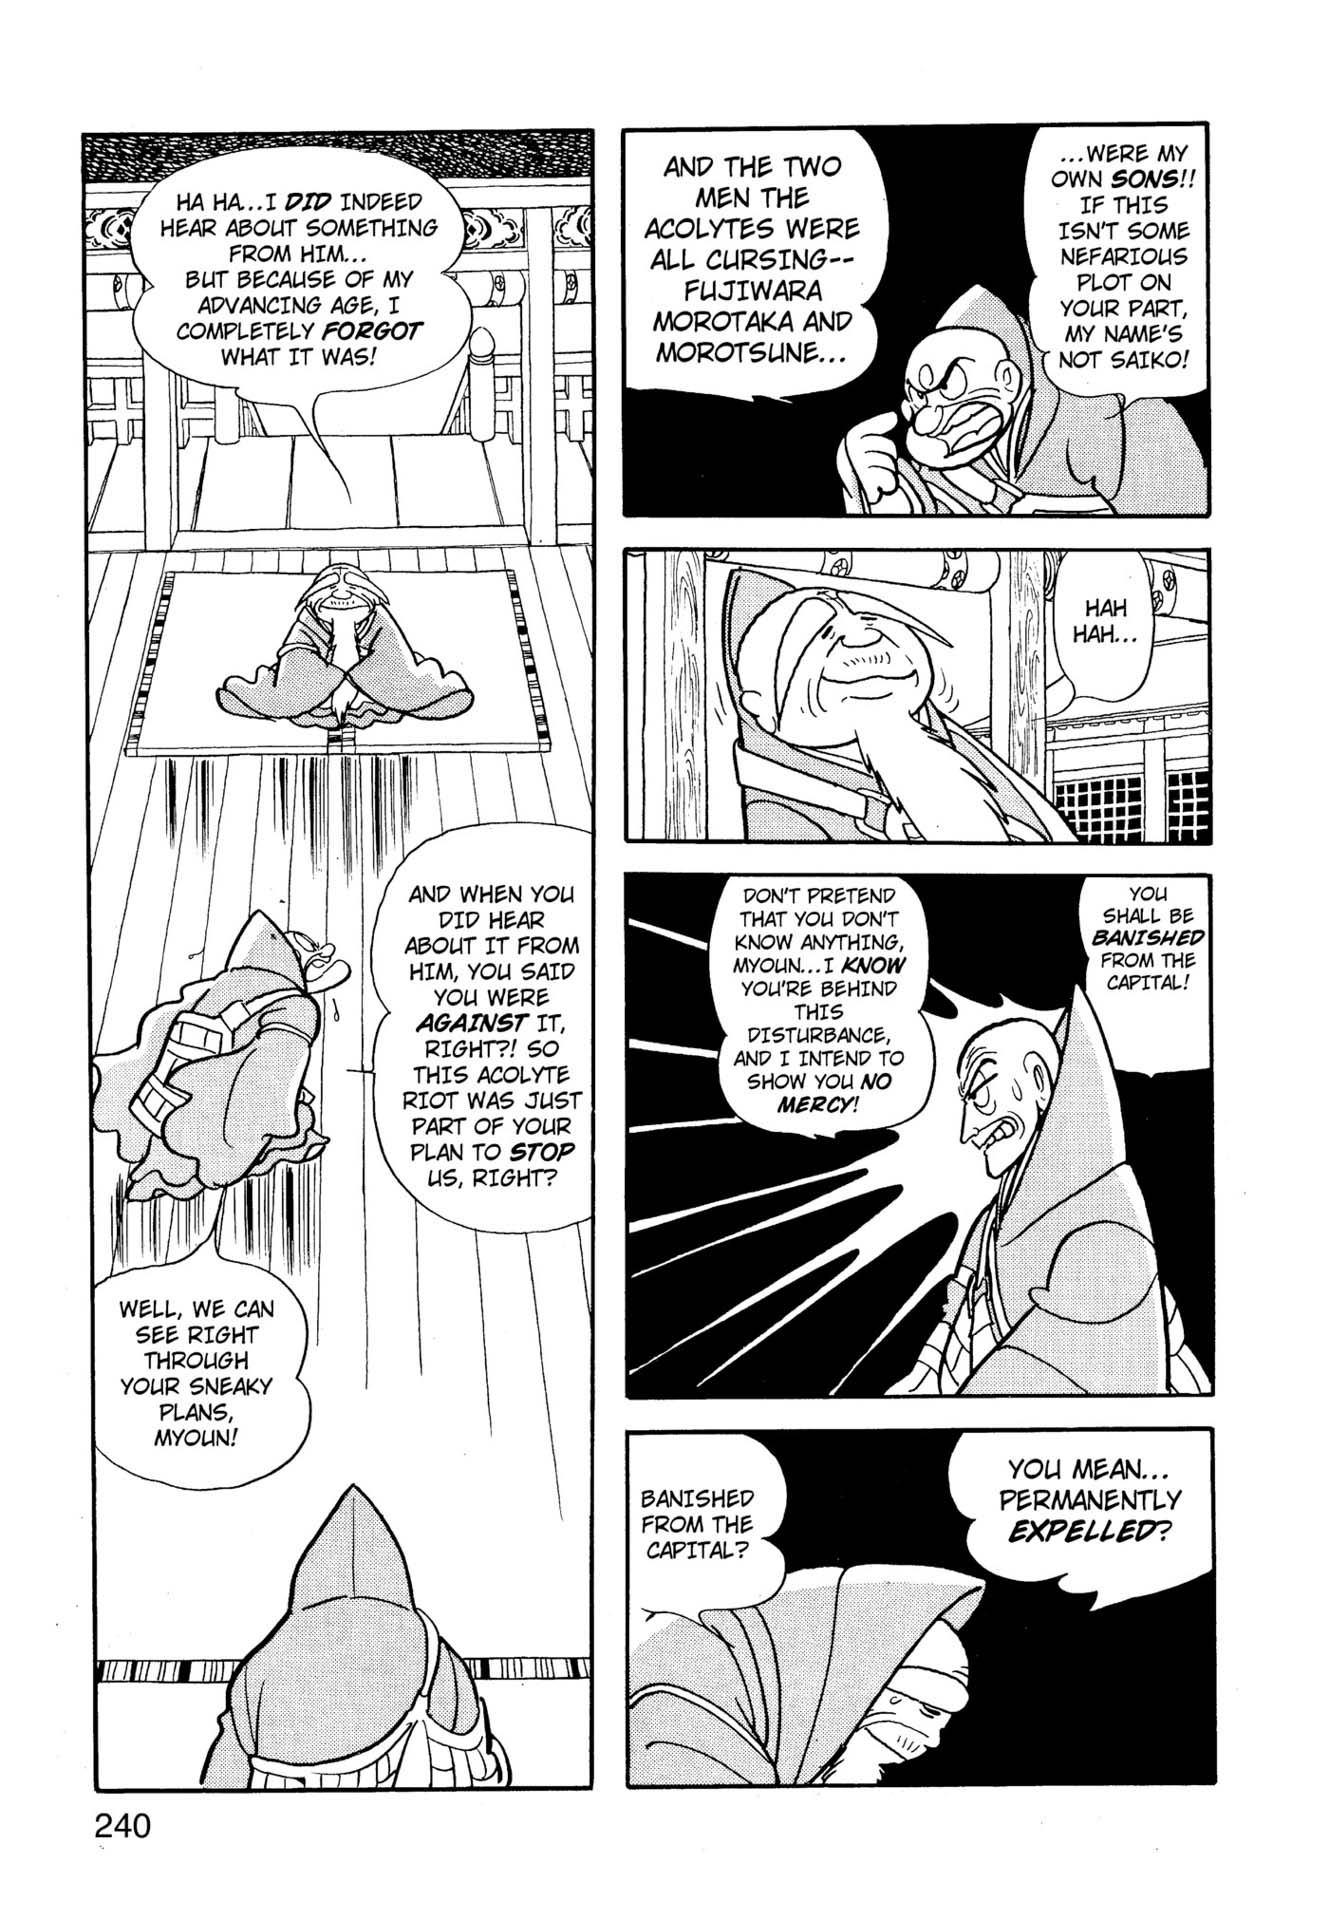 HA HA...I DID INDEED
HEAR ABOUT SOMETHING
FROM HIM...
BUT BECAUSE OF MY
ADVANCING AGE, I
COMPLETELY FORGOT
WHAT IT WAS!
AND WHEN YOU
DID HEAR
ABOUT IT FROM
HIM, YOU SAID
YOU WERE
AGAINST IT,
RIGHT?! SO
THIS ACOLYTE
RIOT WAS JUST
PART OF YOUR
PLAN TO STOP
US, RIGHT?
WELL, WE CAN
SEE RIGHT
THROUGH
YOUR SNEAKY
PLANS,
MYOUN!
AND THE TWO
MEN THE
ACOLYTES WERE
ALL CURSING--
FUJIWARA
MOROTAKA AND
MOROTSUNE...
...WERE MY
OWN SONS!!
IF THIS
ISN'T SOME
NEFARIOUS
PLOT ON
YOUR PART,
MY NAME'S
NOT SAIKO!
HAH
HAH...
DON'T PRETEND
THAT YOU DON'T
KNOW ANYTHING,
MYOUN...I KNOW
YOU'RE BEHIND
THIS
DISTURBANCE,
AND I INTEND TO
SHOW YOU NO
MERCY!
YOU
SHALL BE
BANISHED
FROM THE
CAPITAL!
BANISHED
FROM THE
CAPITAL?
YOU MEAN...
PERMANENTLY
EXPELLED?
240